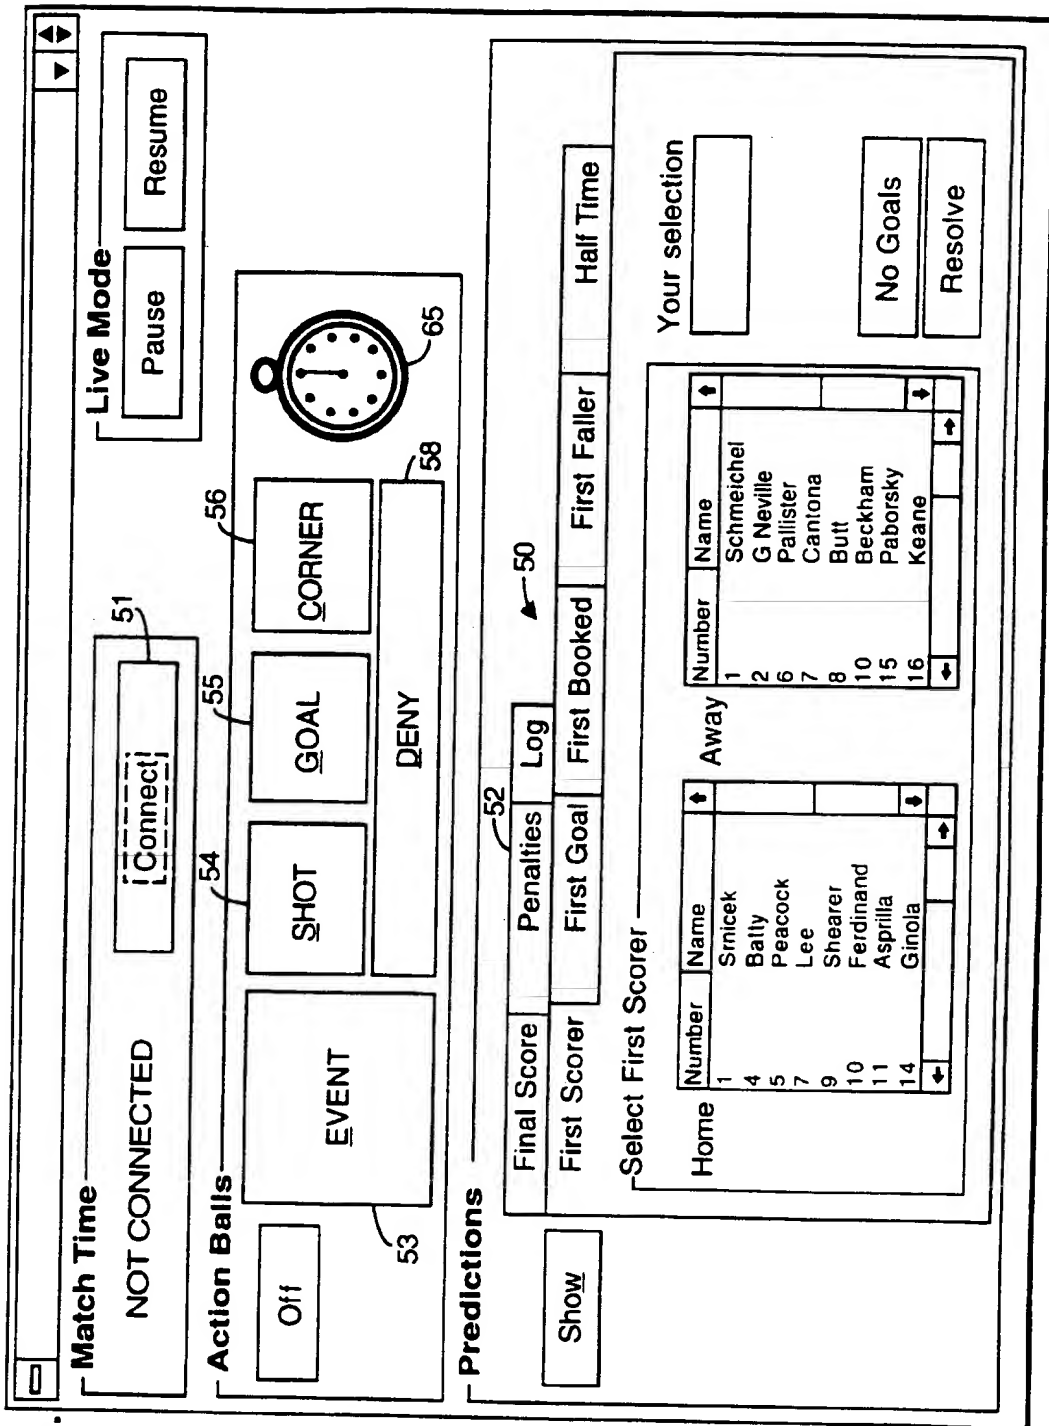 Match Time
NOT CONNECTED
Connect
51
Live Mode
Pause
Resume
Action Balls
Off
EVENT
53
SHOT
54
GOAL
55
CORNER
56
DENY
58
65
Predictions
50
Show
52
Final Score
Penalties
Log
First Scorer
First Goal
First Booked
First Faller
Half Time
Select First Scorer
Home
Number Name
1 Srnicek
4 Batty
5 Peacock
7 Lee
9 Shearer
10 Ferdinand
11 Asprilla
14 Ginola
Away
Number Name
1 Schmeichel
2 G Neville
6 Pallister
7 Cantona
8 Butt
10 Beckham
15 Paborsky
16 Keane
Your selection
No Goals
Resolve